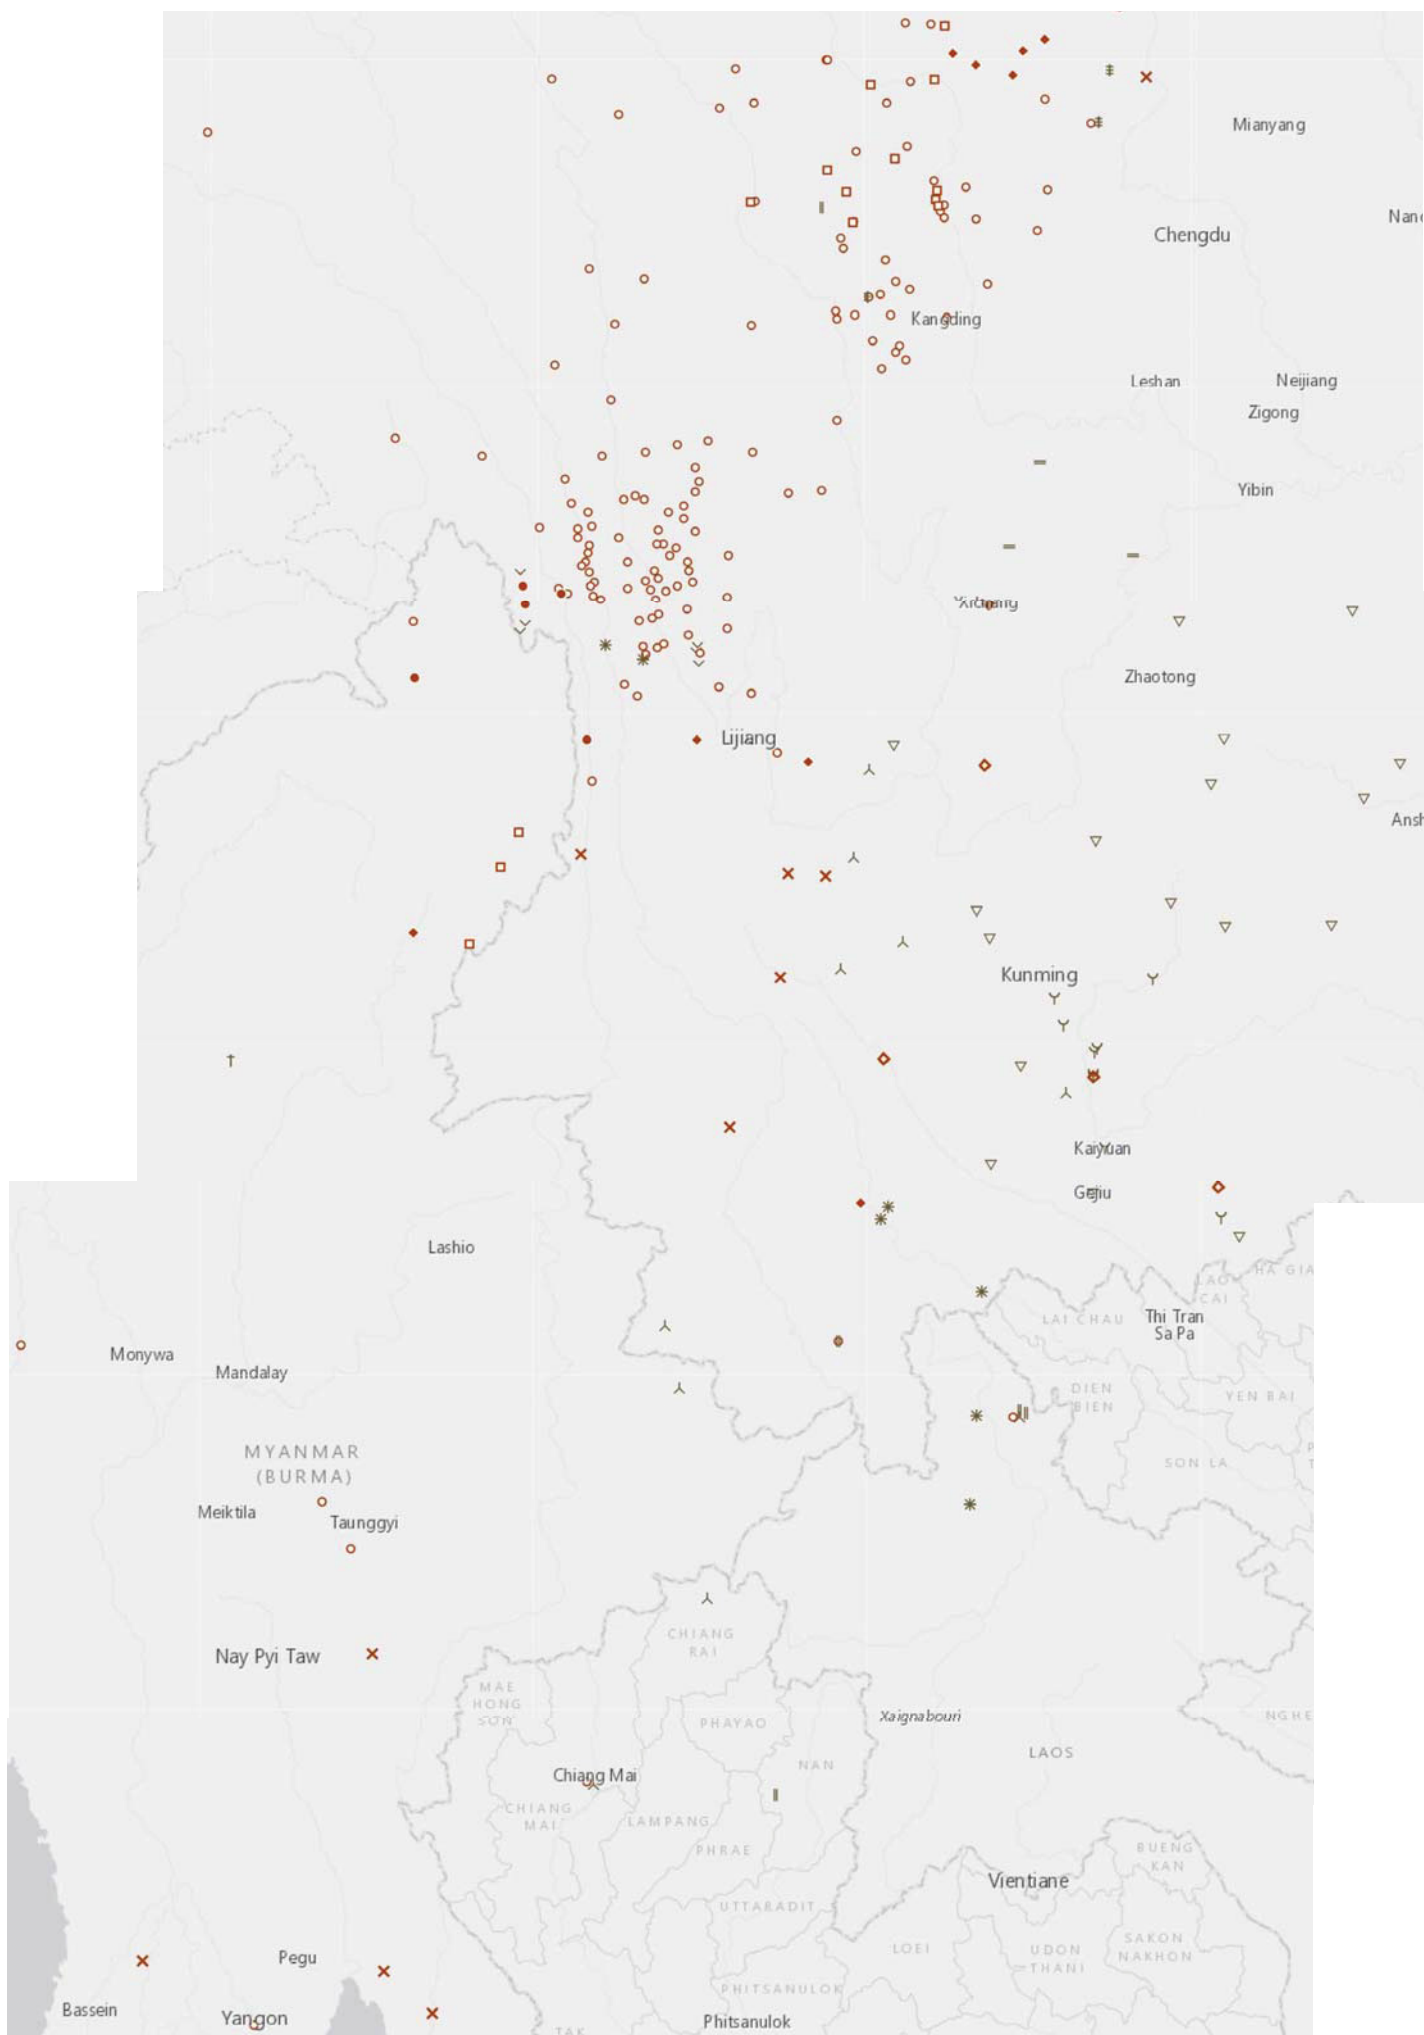 Mianyang
Chengdu
Kangding
Leshan
Neijiang
Zigong
Yibin
Zhaotong
Lijiang
Kunming
Kaiyuan
Gejiu
Lashio
HA GIA
LAO
CAI
LAI CHAU
Thi Tran
Sa Pa
Monywa
Mandalay
DIEN
BIEN
YEN BAI
MYANMAR
(BURMA)
SON LA
Meiktila
Taunggyi
CHIANG
RAI
Nay Pyi Taw
MAE
HONG
SON
PHAYAO
Xaignabouri
NGHE
LAOS
NAN
Chiang Mai
CHIANG
MAI
LAMPANG
PHRAE
BUENG
KAN
Vientiane
UTTARADIT
LOEI
UDON
THANI
SAKON
NAKHON
Pegu
PHITSANULOK
Bassein
Yangon
Phitsanulok
TAK